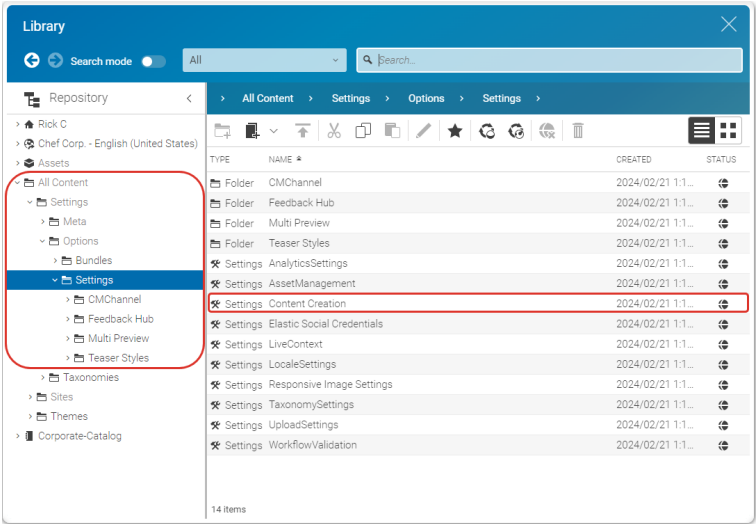 Library
Search mode
All
Search...
Repository
All Content
Settings
Options
Settings
Rick C
Chef Corp. - English (United States)
Assets
All Content
Settings
Meta
Options
Bundles
Settings
CMChannel
Feedback Hub
Multi Preview
Teaser Styles
Taxonomies
Sites
Themes
Corporate-Catalog
TYPE NAME CREATED STATUS
Folder CMChannel 2024/02/21 1:1...
Folder Feedback Hub 2024/02/21 1:1...
Folder Multi Preview 2024/02/21 1:1...
Folder Teaser Styles 2024/02/21 1:1...
Settings AnalyticsSettings 2024/02/21 1:1...
Settings AssetManagement 2024/02/21 1:1...
Settings Content Creation 2024/02/21 1:1...
Settings Elastic Social Credentials 2024/02/21 1:1...
Settings LiveContext 2024/02/21 1:1...
Settings LocaleSettings 2024/02/21 1:1...
Settings Responsive Image Settings 2024/02/21 1:1...
Settings TaxonomySettings 2024/02/21 1:1...
Settings UploadSettings 2024/02/21 1:1...
Settings WorkflowValidation 2024/02/21 1:1...
14 items